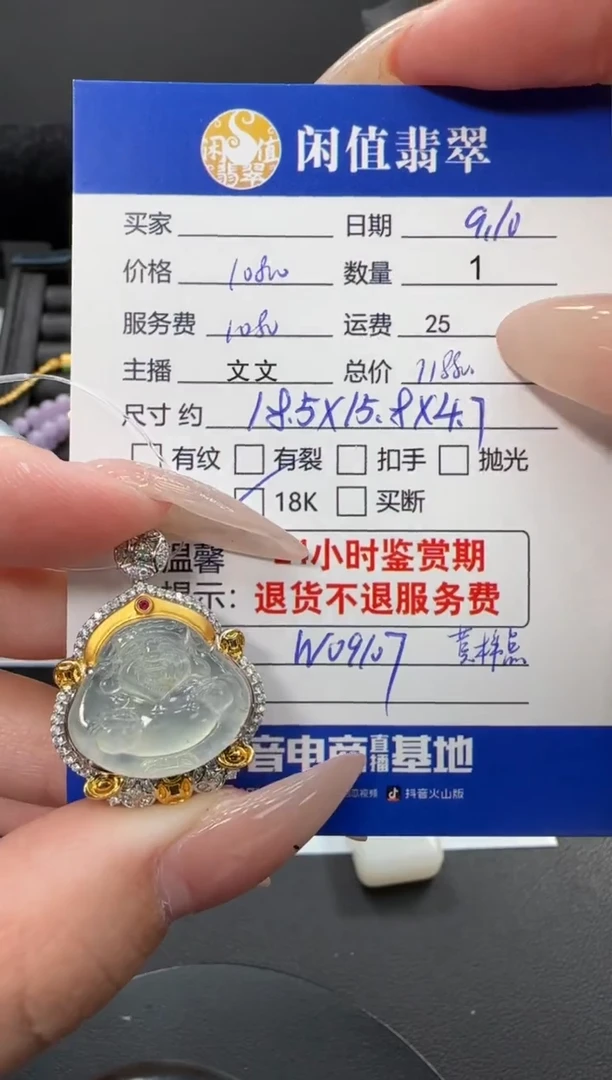 闲值翡翠
闲值翡翠
买家 日期 9.10
价格 10800 数量 1
服务费 1080 运费 25
主播 文文 总价
尺寸 约 18.5X15.8X4.7
有纹 有裂 扣手 抛光
18K 买断
温馨 24小时鉴赏期
提示: 退货不退服务费
W09107
音电商直播基地
抖音火山版